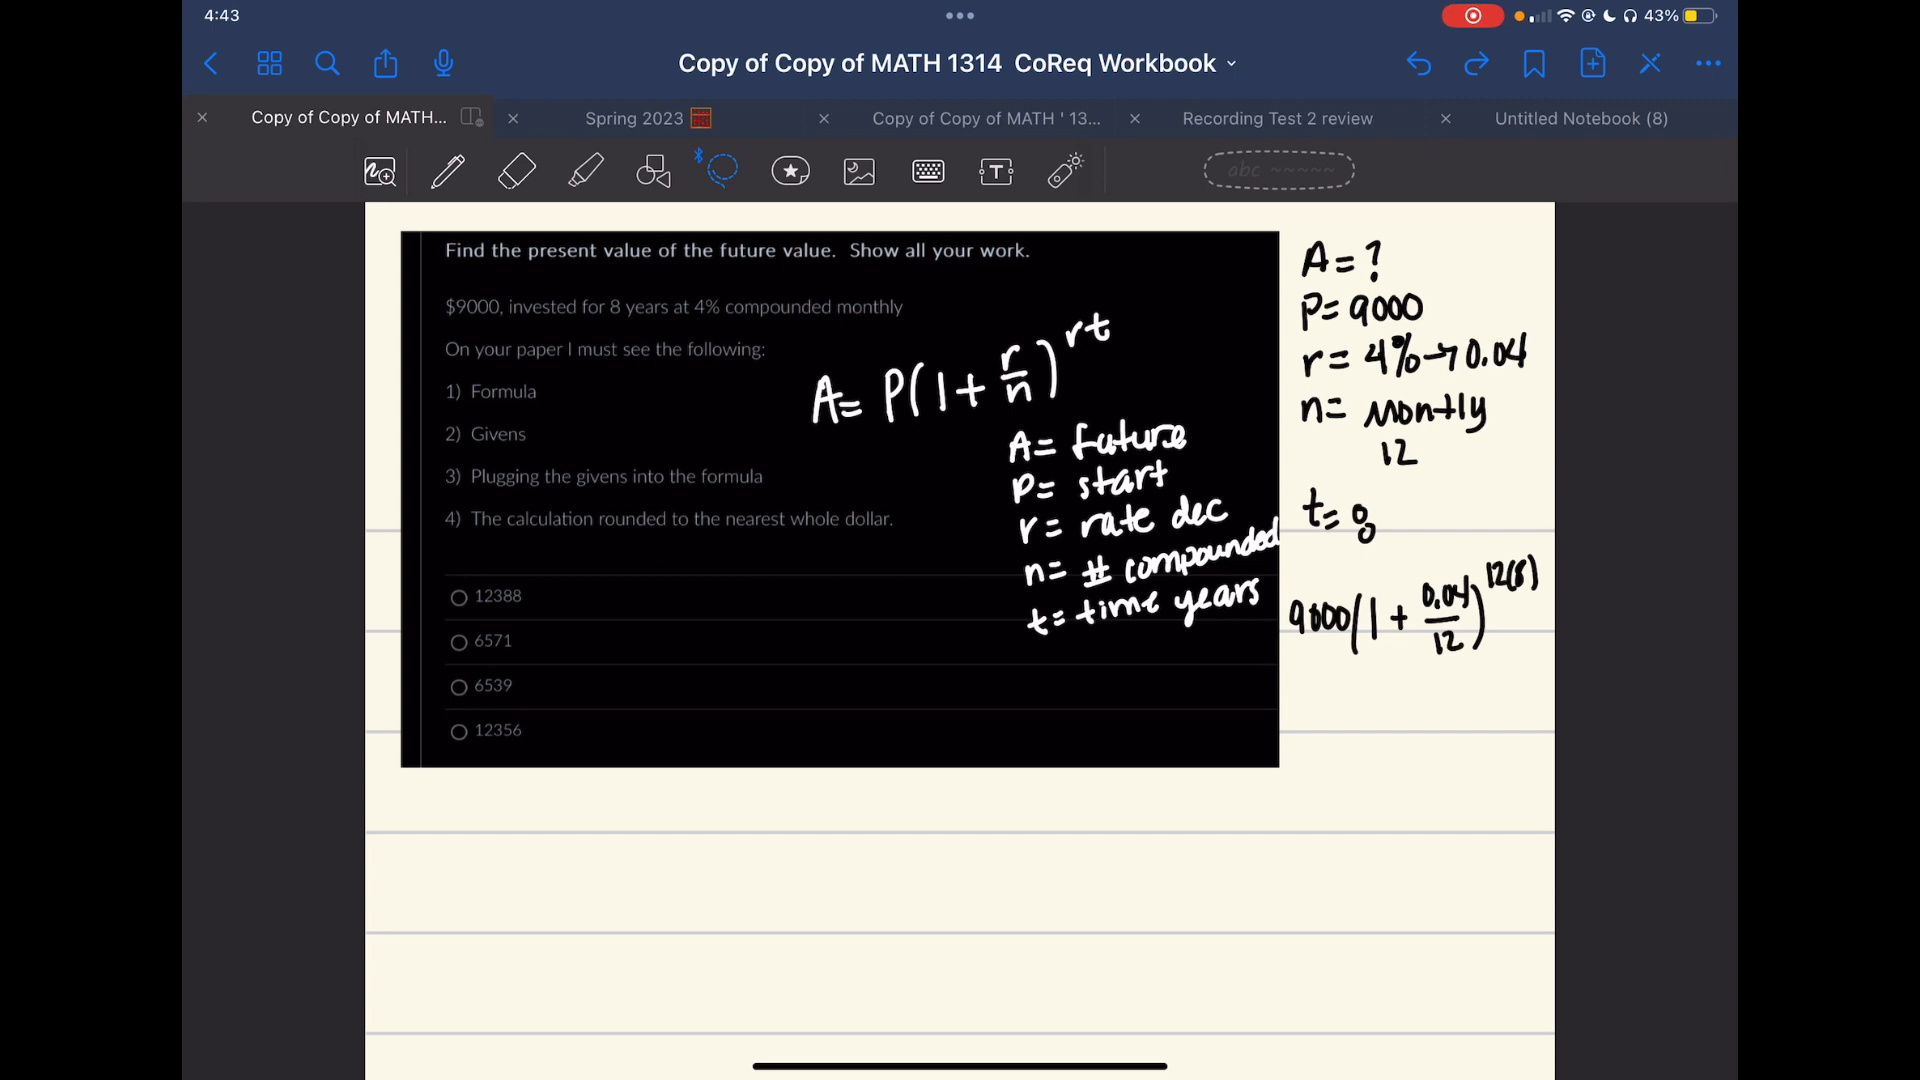 4:43
43%
Copy of Copy of MATH 1314 CoReq Workbook
Copy of Copy of MATH...
Spring 2023
Copy of Copy of MATH ' 13...
Recording Test 2 review
Untitled Notebook (8)
T
abc ~~~~~
Find the present value of the future value. Show all your work.
$9000, invested for 8 years at 4% compounded monthly
On your paper I must see the following:
1) Formula
2) Givens
3) Plugging the givens into the formula
4) The calculation rounded to the nearest whole dollar.
12388
6571
6539
12356
A= P(1+ r/n)^rt
A= future
P= start
r= rate dec
n= # compounded
t= time years
A= ?
P= 9000
r= 4%→0.04
n= Montly
12
t= 8
9000(1 + 0.04/12)^12(8)